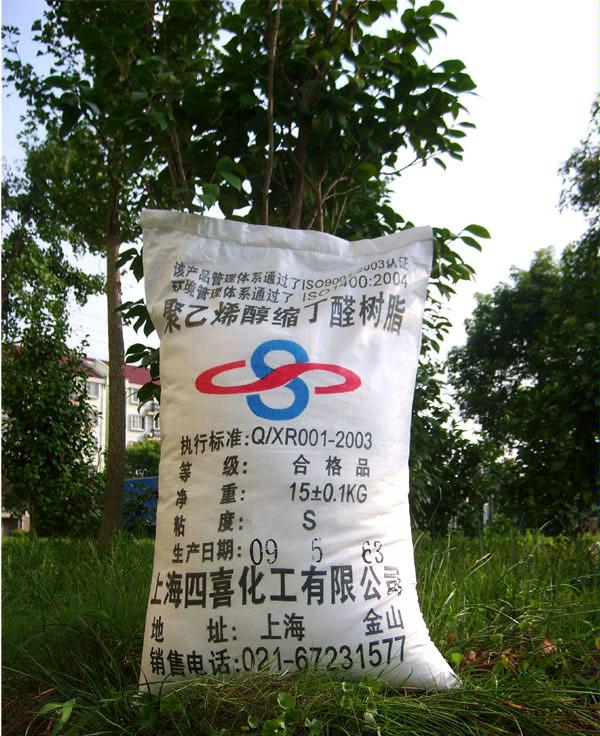 该产品管理体系通过了ISO9001:2003认证
环境管理体系通过了 ISO1400:2004
聚乙烯醇缩丁醛树脂
执行标准:Q/XR001-2003
等 级: 合格品
净 重: 15±0.1KG
粘 度: S
生产日期: 09 5 63
上海四喜化工有限公司
地 址: 上海 金山
销售电话:021-67231577